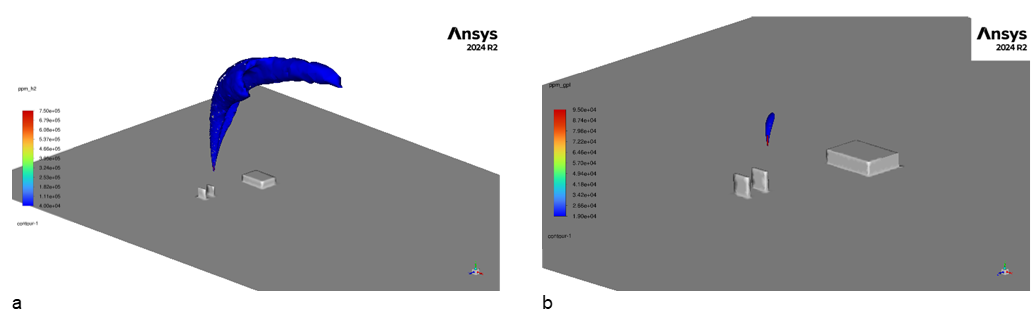 Ansys
2024 R2
ppm_h2
7.50e+05
6.79e+05
6.08e+05
5.37e+05
4.66e+05
3.95e+05
3.24e+05
2.53e+05
1.82e+05
1.11e+05
4.00e+04
contour-1
a
Ansys
2024 R2
ppm_gpl
9.50e+04
8.74e+04
7.98e+04
7.22e+04
6.46e+04
5.70e+04
4.94e+04
4.18e+04
3.42e+04
2.66e+04
1.90e+04
contour-1
b